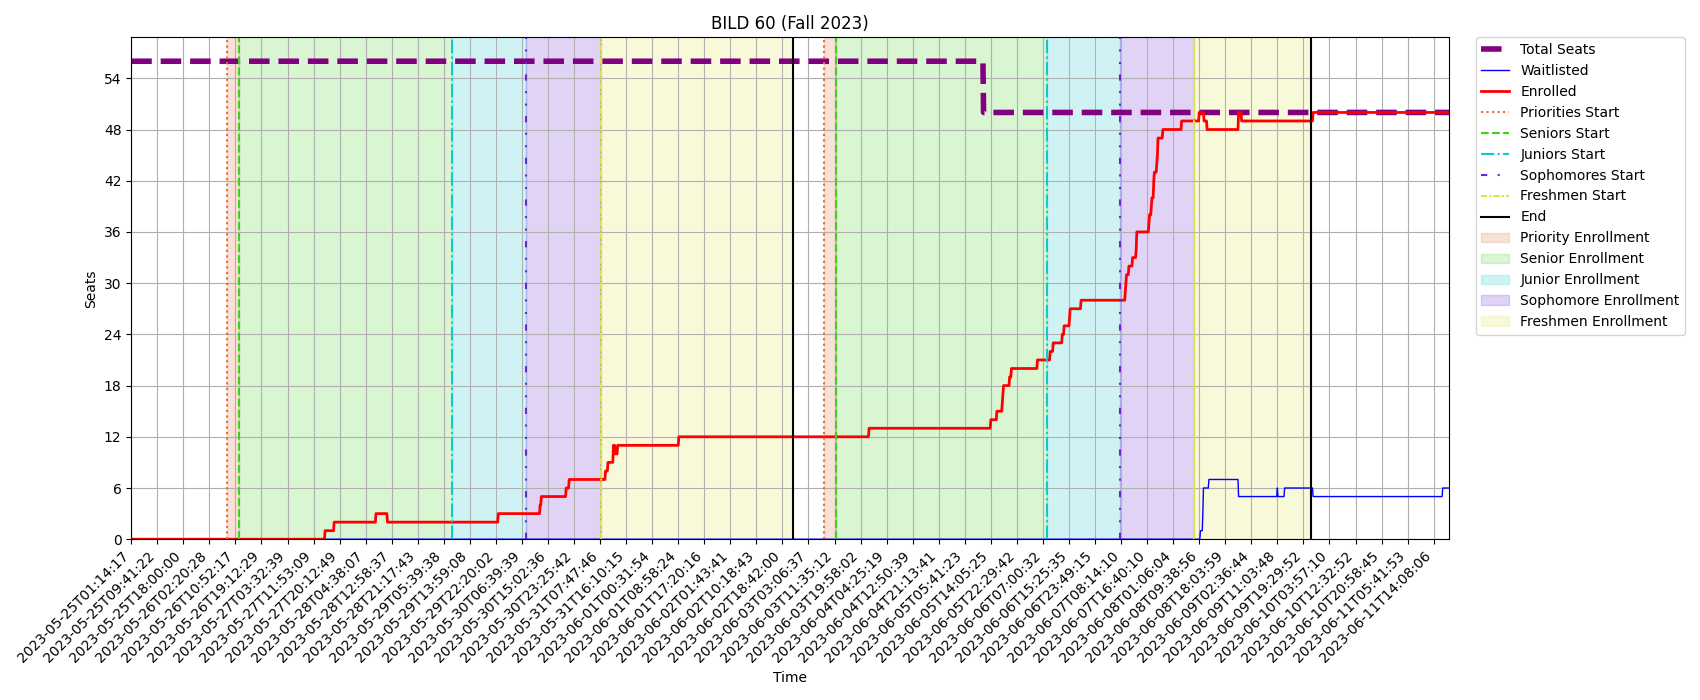 BILD 60 (Fall 2023)
Seats
54
48
42
36
30
24
18
12
6
0
2023-05-25T01:14:17
2023-05-25T09:41:22
2023-05-25T18:00:00
2023-05-26T02:20:28
2023-05-26T10:52:17
2023-05-26T19:12:29
2023-05-27T03:32:39
2023-05-27T11:53:09
2023-05-27T20:12:49
2023-05-28T04:38:07
2023-05-28T12:58:37
2023-05-28T21:17:43
2023-05-29T05:39:38
2023-05-29T13:59:08
2023-05-29T22:20:02
2023-05-30T06:39:39
2023-05-30T15:02:36
2023-05-30T23:25:42
2023-05-31T07:47:46
2023-05-31T16:10:15
2023-06-01T00:31:54
2023-06-01T08:58:24
2023-06-01T17:20:16
2023-06-02T01:43:41
2023-06-02T10:18:43
2023-06-02T18:42:00
2023-06-03T03:06:37
2023-06-03T11:35:12
2023-06-03T19:58:02
2023-06-04T04:25:19
2023-06-04T12:50:39
2023-06-04T21:13:41
2023-06-05T05:41:23
2023-06-05T14:05:25
2023-06-05T22:29:42
2023-06-06T07:00:32
2023-06-06T15:25:35
2023-06-06T23:49:15
2023-06-07T08:14:10
2023-06-07T16:40:10
2023-06-08T01:06:04
2023-06-08T09:38:56
2023-06-08T18:03:59
2023-06-09T02:36:44
2023-06-09T11:03:48
2023-06-09T19:29:52
2023-06-10T03:57:10
2023-06-10T12:32:52
2023-06-10T20:58:45
2023-06-11T05:41:53
2023-06-11T14:08:06
Time
Total Seats
Waitlisted
Enrolled
Priorities Start
Seniors Start
Juniors Start
Sophomores Start
Freshmen Start
End
Priority Enrollment
Senior Enrollment
Junior Enrollment
Sophomore Enrollment
Freshmen Enrollment